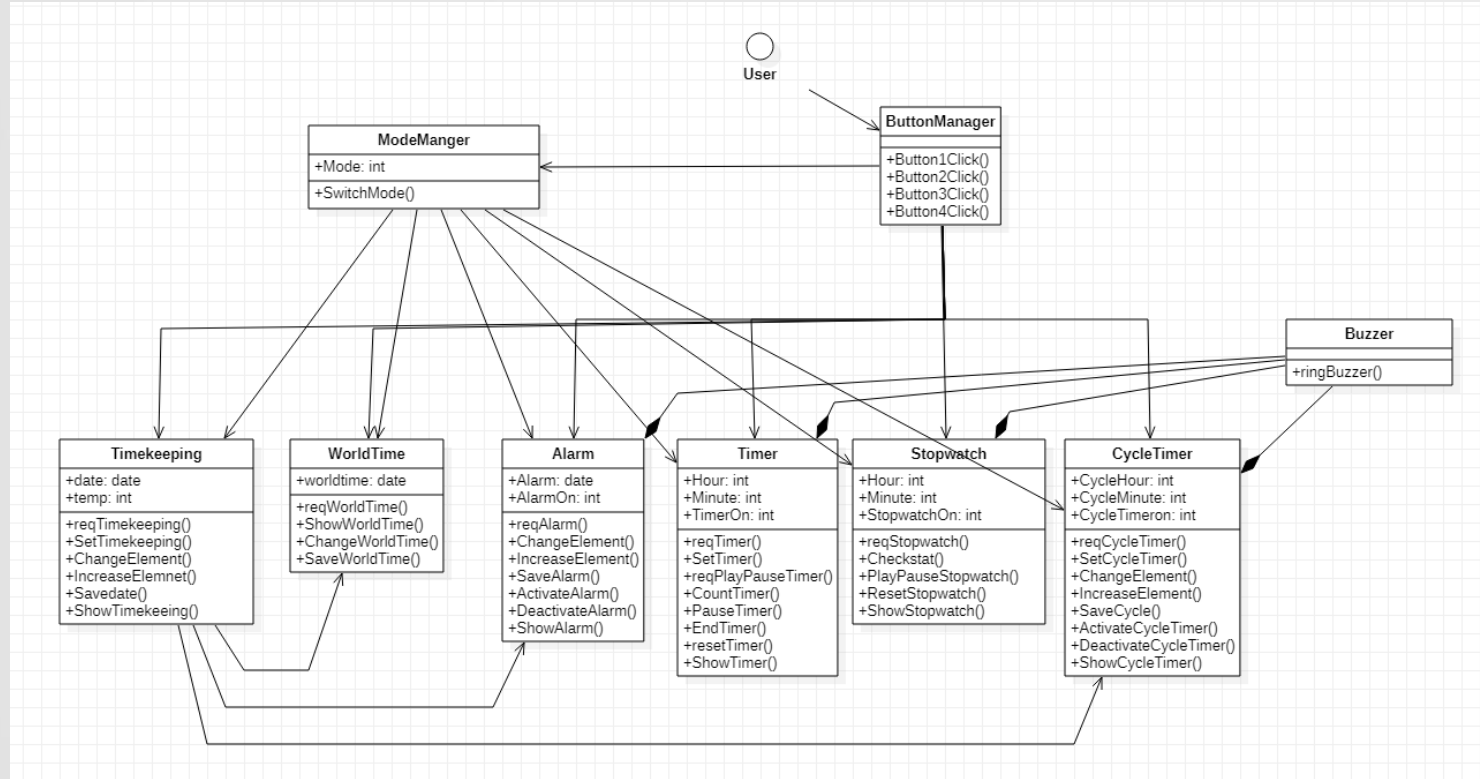 User
ButtonManager
+Button1Click()
+Button2Click()
+Button3Click()
+Button4Click()
ModeManger
+Mode: int
+SwitchMode()
Buzzer
+ringBuzzer()
Timekeeping
+date: date
+temp: int
+reqTimekeeping()
+SetTimekeeping()
+ChangeElement()
+IncreaseElemnet()
+Savedate()
+ShowTimekeeing()
WorldTime
+worldtime: date
+reqWorldTime()
+ShowWorldTime()
+ChangeWorldTime()
+SaveWorldTime()
Alarm
+Alarm: date
+AlarmOn: int
+reqAlarm()
+ChangeElement()
+IncreaseElement()
+SaveAlarm()
+ActivateAlarm()
+DeactivateAlarm()
+ShowAlarm()
Timer
+Hour: int
+Minute: int
+TimerOn: int
+reqTimer()
+SetTimer()
+reqPlayPauseTimer()
+CountTimer()
+PauseTimer()
+EndTimer()
+resetTimer()
+ShowTimer()
Stopwatch
+Hour: int
+Minute: int
+StopwatchOn: int
+reqStopwatch()
+Checkstat()
+PlayPauseStopwatch()
+ResetStopwatch()
+ShowStopwatch()
CycleTimer
+CycleHour: int
+CycleMinute: int
+CycleTimeron: int
+reqCycleTimer()
+SetCycleTimer()
+ChangeElement()
+IncreaseElement()
+SaveCycle()
+ActivateCycleTimer()
+DeactivateCycleTimer()
+ShowCycleTimer()